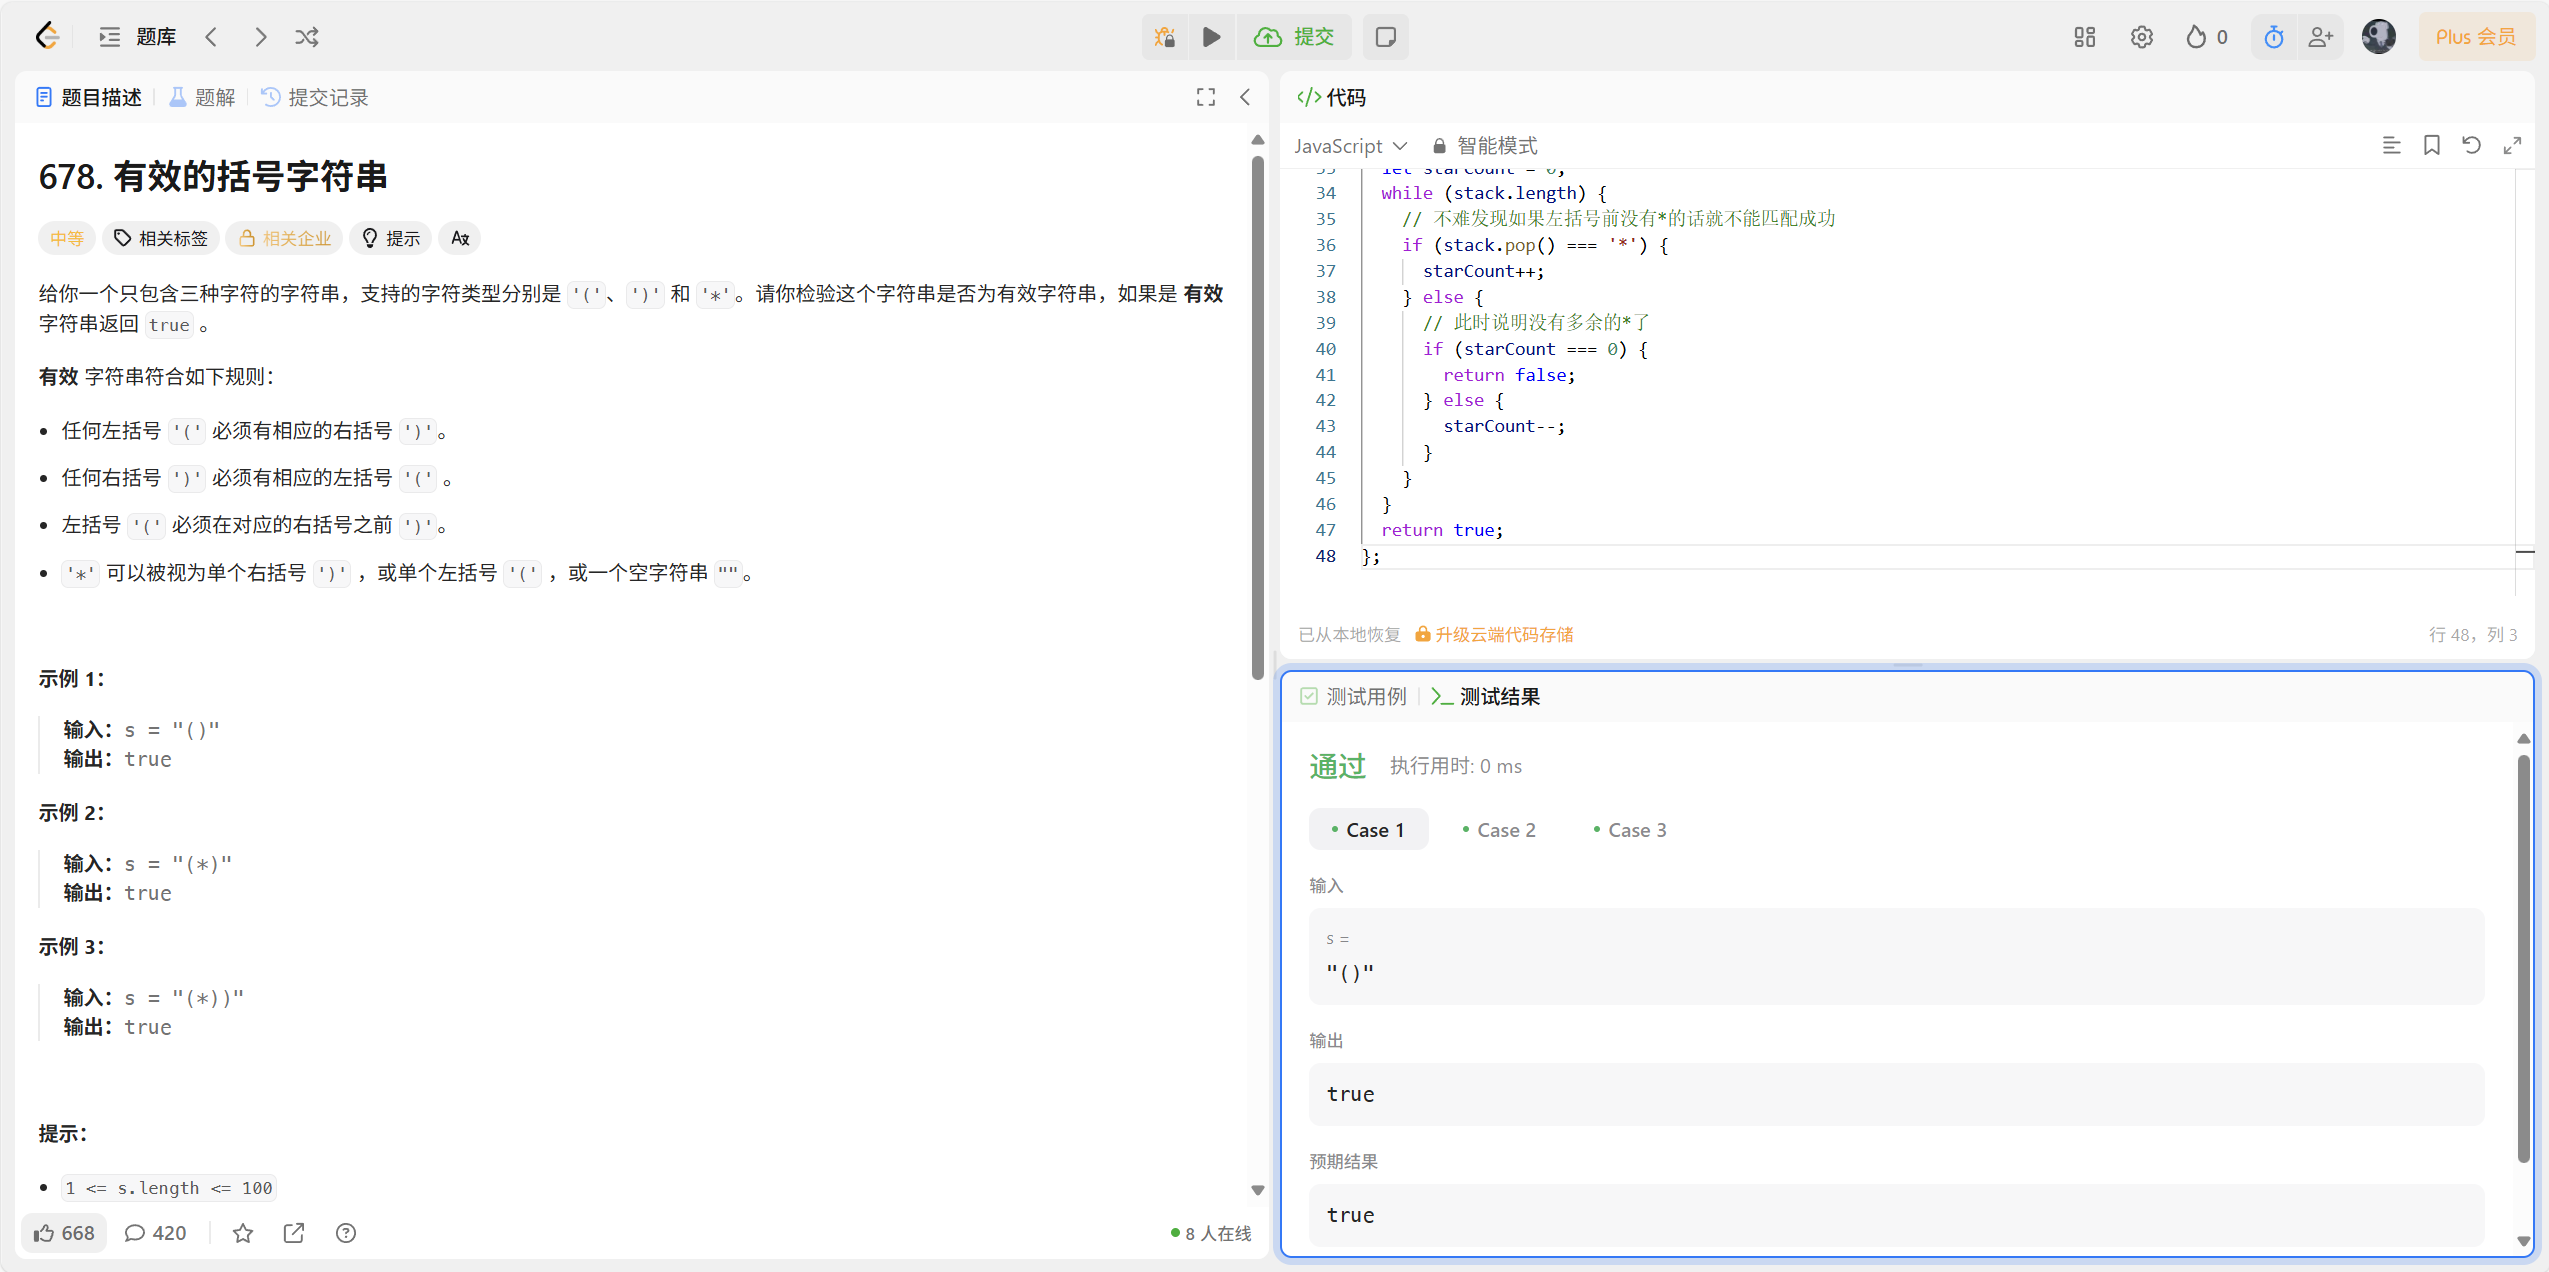 题库
提交
0
Plus 会员
题目描述
题解
提交记录
678. 有效的括号字符串
中等
相关标签
相关企业
提示
给你一个只包含三种字符的字符串，支持的字符类型分别是 '('、')' 和 '*'。请你检验这个字符串是否为有效字符串，如果是 有效
字符串返回 true 。
有效 字符串符合如下规则：
任何左括号 '(' 必须有相应的右括号 ')'。
任何右括号 ')' 必须有相应的左括号 '(' 。
左括号 '(' 必须在对应的右括号之前 ')'。
'*' 可以被视为单个右括号 ')' ，或单个左括号 '(' ，或一个空字符串 ""。
示例 1：
输入：s = "()"
输出：true
示例 2：
输入：s = "(*)"
输出：true
示例 3：
输入：s = "(*))"
输出：true
提示：
1 <= s.length <= 100
668
420
8 人在线
代码
JavaScript
智能模式
33 let starCount = 0;
34 while (stack.length) {
35 // 不难发现如果左括号前没有*的话就不能匹配成功
36 if (stack.pop() === '*') {
37 starCount++;
38 } else {
39 // 此时说明没有多余的*了
40 if (starCount === 0) {
41 return false;
42 } else {
43 starCount--;
44 }
45 }
46 }
47 return true;
48 };
已从本地恢复
升级云端代码存储
行 48，列 3
测试用例
测试结果
通过
执行用时: 0 ms
Case 1
Case 2
Case 3
输入
s =
"()"
输出
true
预期结果
true